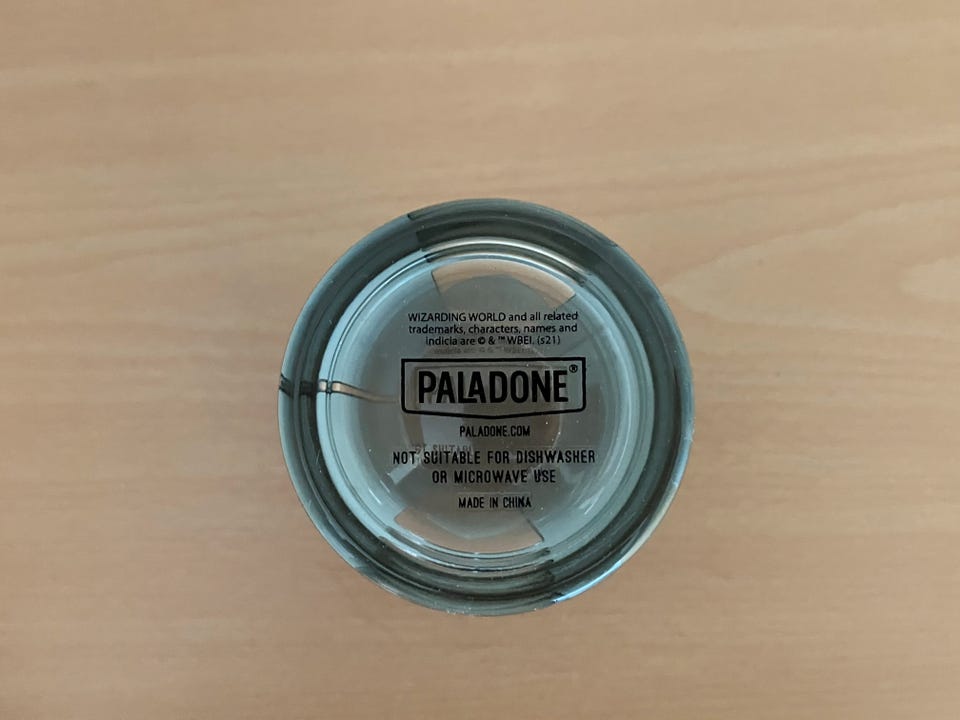 WIZARDING WORLD and all related
trademarks, characters, names and
indicia are © & ™ WBEI. (s21)
PALADONE®
PALADONE.COM
NOT SUITABLE FOR DISHWASHER
OR MICROWAVE USE
MADE IN CHINA